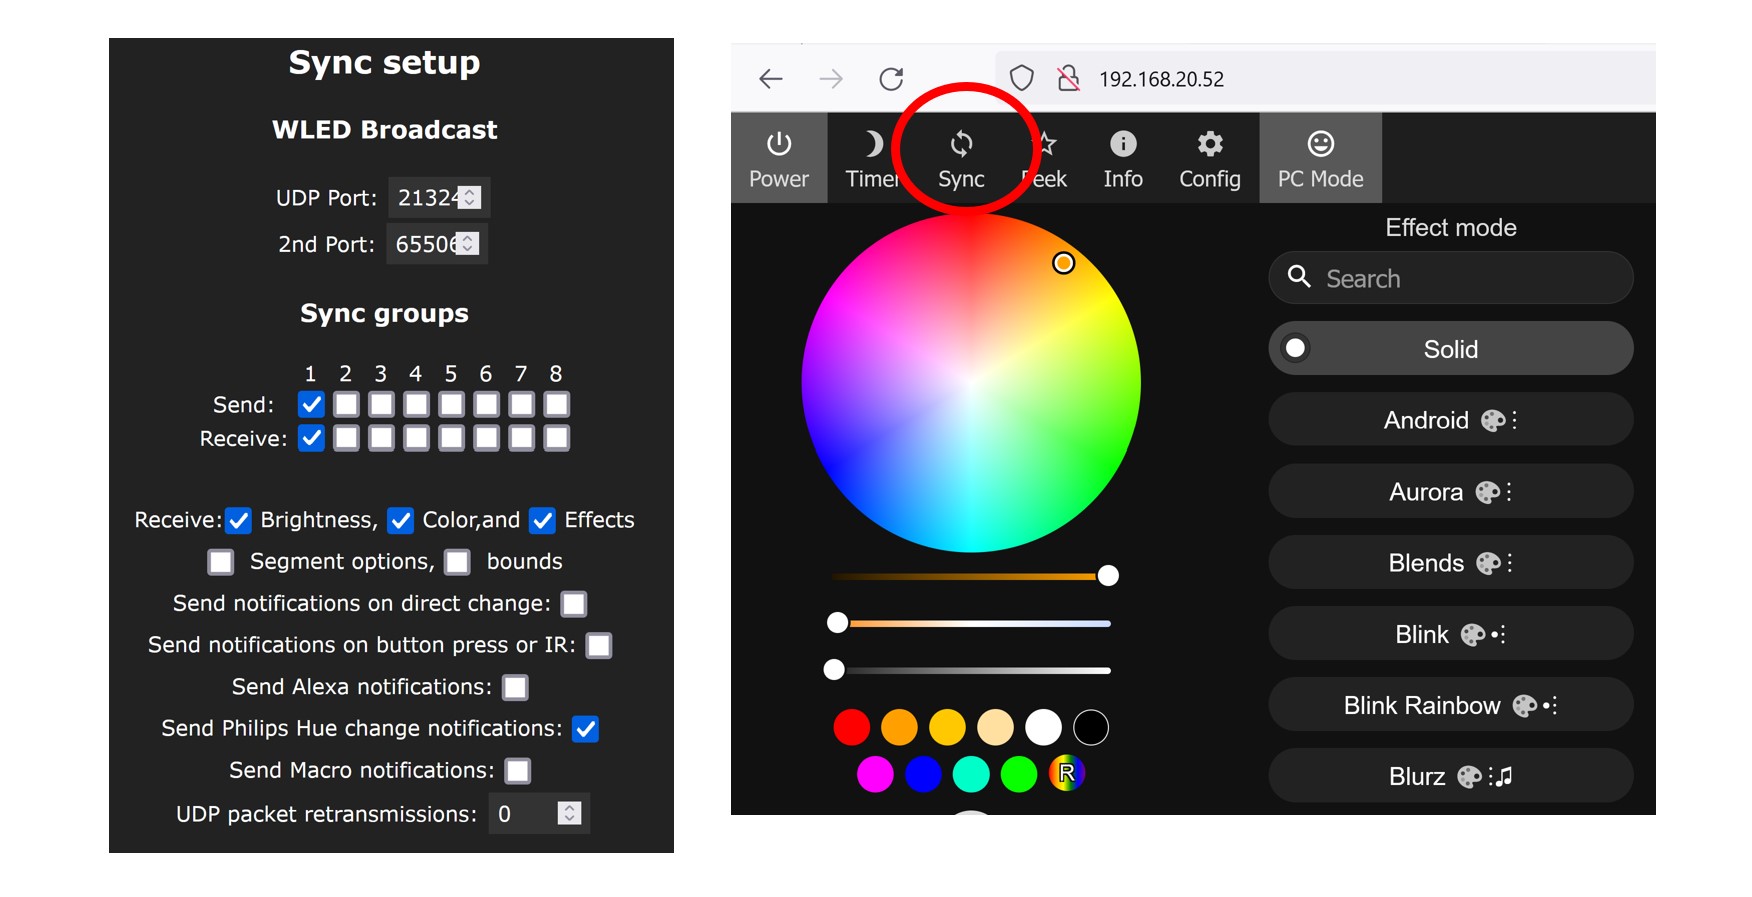 Sync setup
WLED Broadcast
UDP Port: 21324
2nd Port: 65506
Sync groups
1 2 3 4 5 6 7 8
Send:
Receive:
Receive: Brightness, Color,and Effects
Segment options, bounds
Send notifications on direct change:
Send notifications on button press or IR:
Send Alexa notifications:
Send Philips Hue change notifications:
Send Macro notifications:
UDP packet retransmissions: 0
192.168.20.52
Power Timer Sync Peek Info Config PC Mode
Effect mode
Search
Solid
Android
Aurora
Blends
Blink
Blink Rainbow
Blurz
R